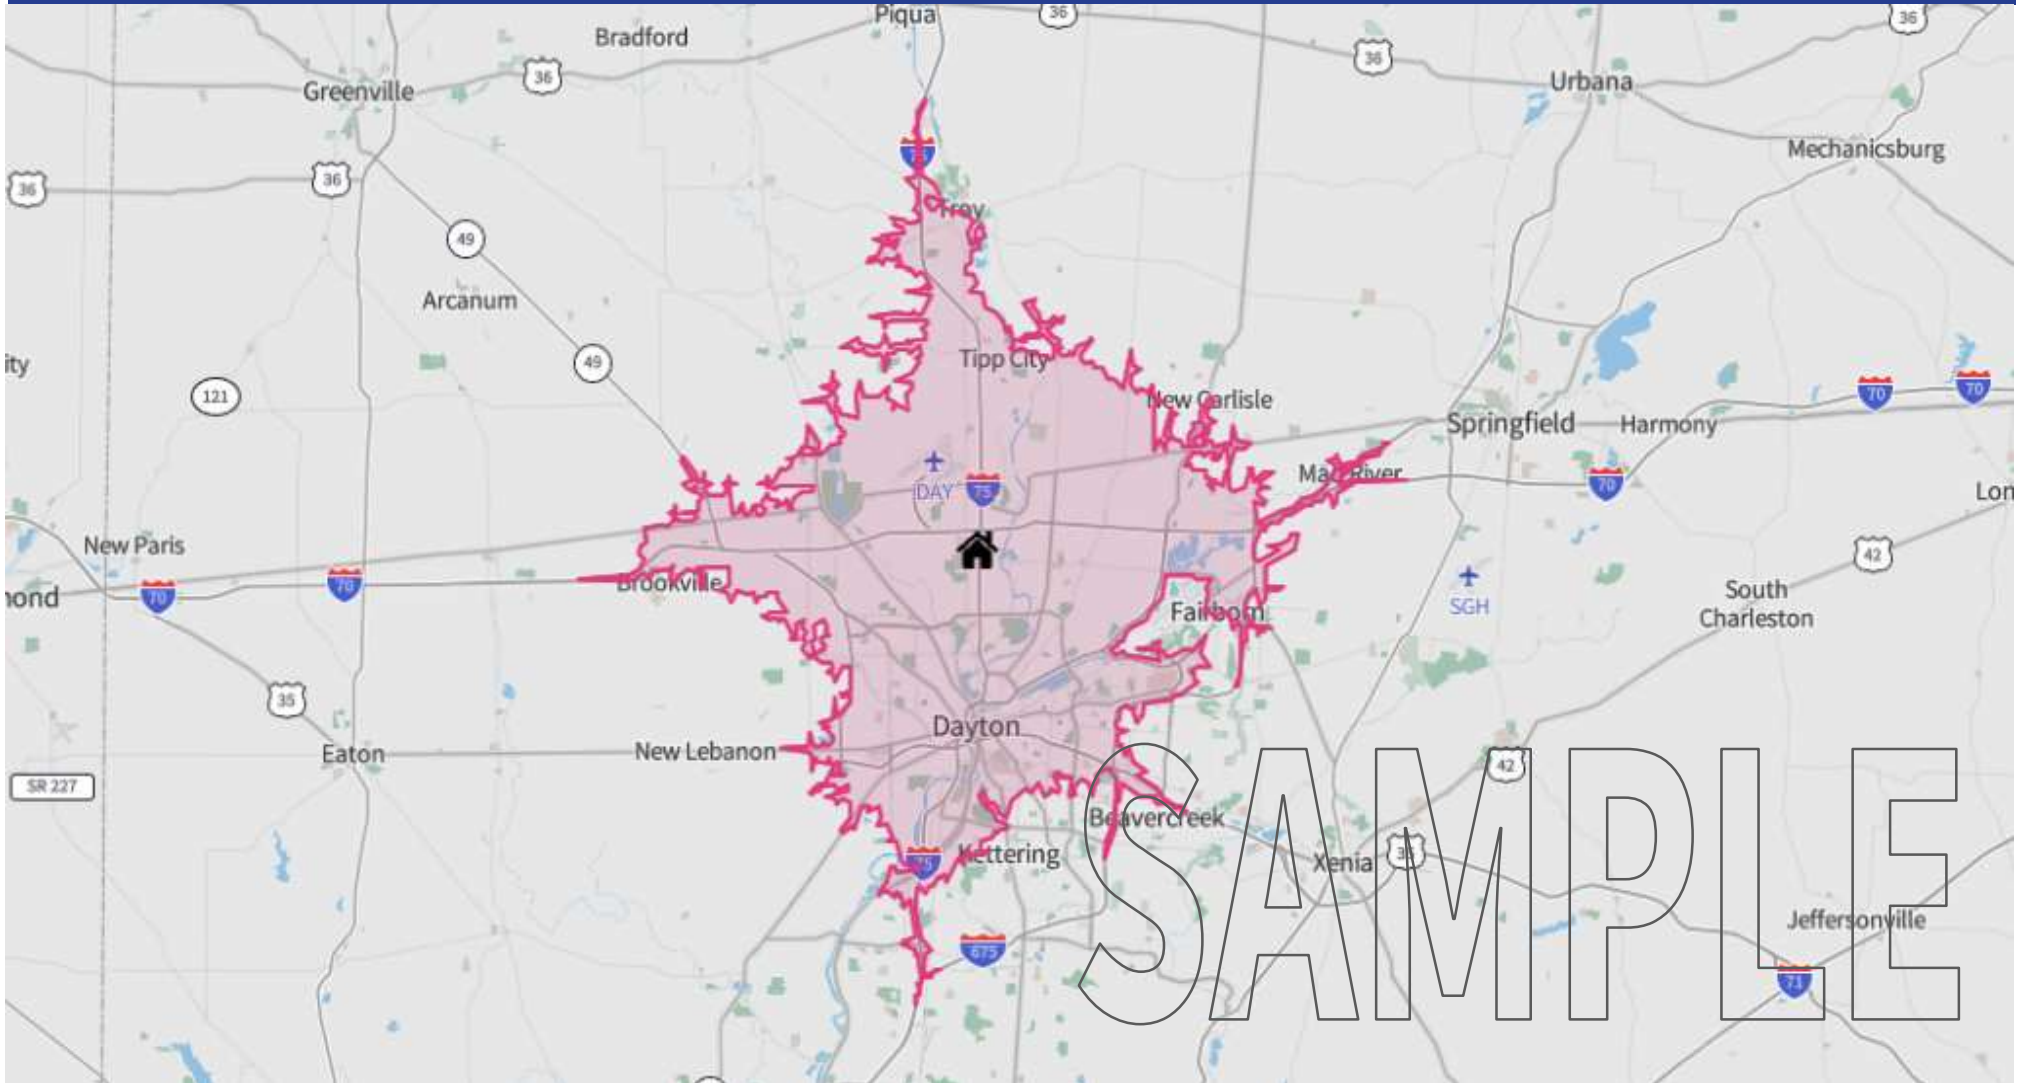 Piqua
36
36
36
Bradford
36
Greenville
Urbana
Mechanicsburg
75
36
36
Troy
49
Arcanum
Tipp City
49
ity
121
New Carlisle
70
70
Springfield
Harmony
Mad River
DAY
75
70
Lon
New Paris
42
70
70
Brookville
mond
SGH
South
Charleston
Fairborn
35
Dayton
Eaton
New Lebanon
42
SR 227
SAMPLE
Beavercreek
75
Kettering
Xenia
35
Jeffersonville
675
71